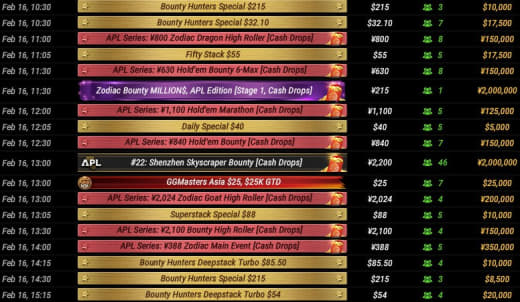 Feb 16, 10:30 Bounty Hunters Special $215 $215 3 $10,000
Feb 16, 10:30 Bounty Hunters Special $32.10 $32.10 7 $17,500
Feb 16, 11:00 APL Series: ¥800 Zodiac Dragon High Roller [Cash Drops] ¥800 8 ¥150,000
Feb 16, 11:05 Fifty Stack $55 $55 7 $17,500
Feb 16, 11:30 APL Series: ¥630 Hold'em Bounty 6-Max [Cash Drops] ¥630 8 ¥150,000
Feb 16, 11:30 Zodiac Bounty MILLION$, APL Edition [Stage 1, Cash Drops] ¥215 1 ¥2,000,000
Feb 16, 12:00 APL Series: ¥1,100 Hold'em Marathon [Cash Drops] ¥1,100 5 ¥125,000
Feb 16, 12:05 Daily Special $40 $40 5 $5,000
Feb 16, 12:30 APL Series: ¥840 Hold'em Bounty [Cash Drops] ¥840 7 ¥150,000
Feb 16, 13:00 APL #22: Shenzhen Skyscraper Bounty [Cash Drops] ¥2,200 46 ¥2,000,000
Feb 16, 13:00 GGMasters Asia $25, $25K GTD $25 7 $25,000
Feb 16, 13:00 APL Series: ¥2,024 Zodiac Goat High Roller [Cash Drops] ¥2,024 4 ¥200,000
Feb 16, 13:05 Superstack Special $88 $88 5 $10,000
Feb 16, 13:30 APL Series: ¥2,100 Bounty High Roller [Cash Drops] ¥2,100 5 ¥150,000
Feb 16, 14:00 APL Series: ¥388 Zodiac Main Event [Cash Drops] ¥388 5 ¥350,000
Feb 16, 14:15 Bounty Hunters Deepstack Turbo $85.50 $85.50 4 $10,000
Feb 16, 14:30 Bounty Hunters Special $215 $215 3 $8,500
Feb 16, 15:15 Bounty Hunters Deepstack Turbo $54 $54 4 $20,000